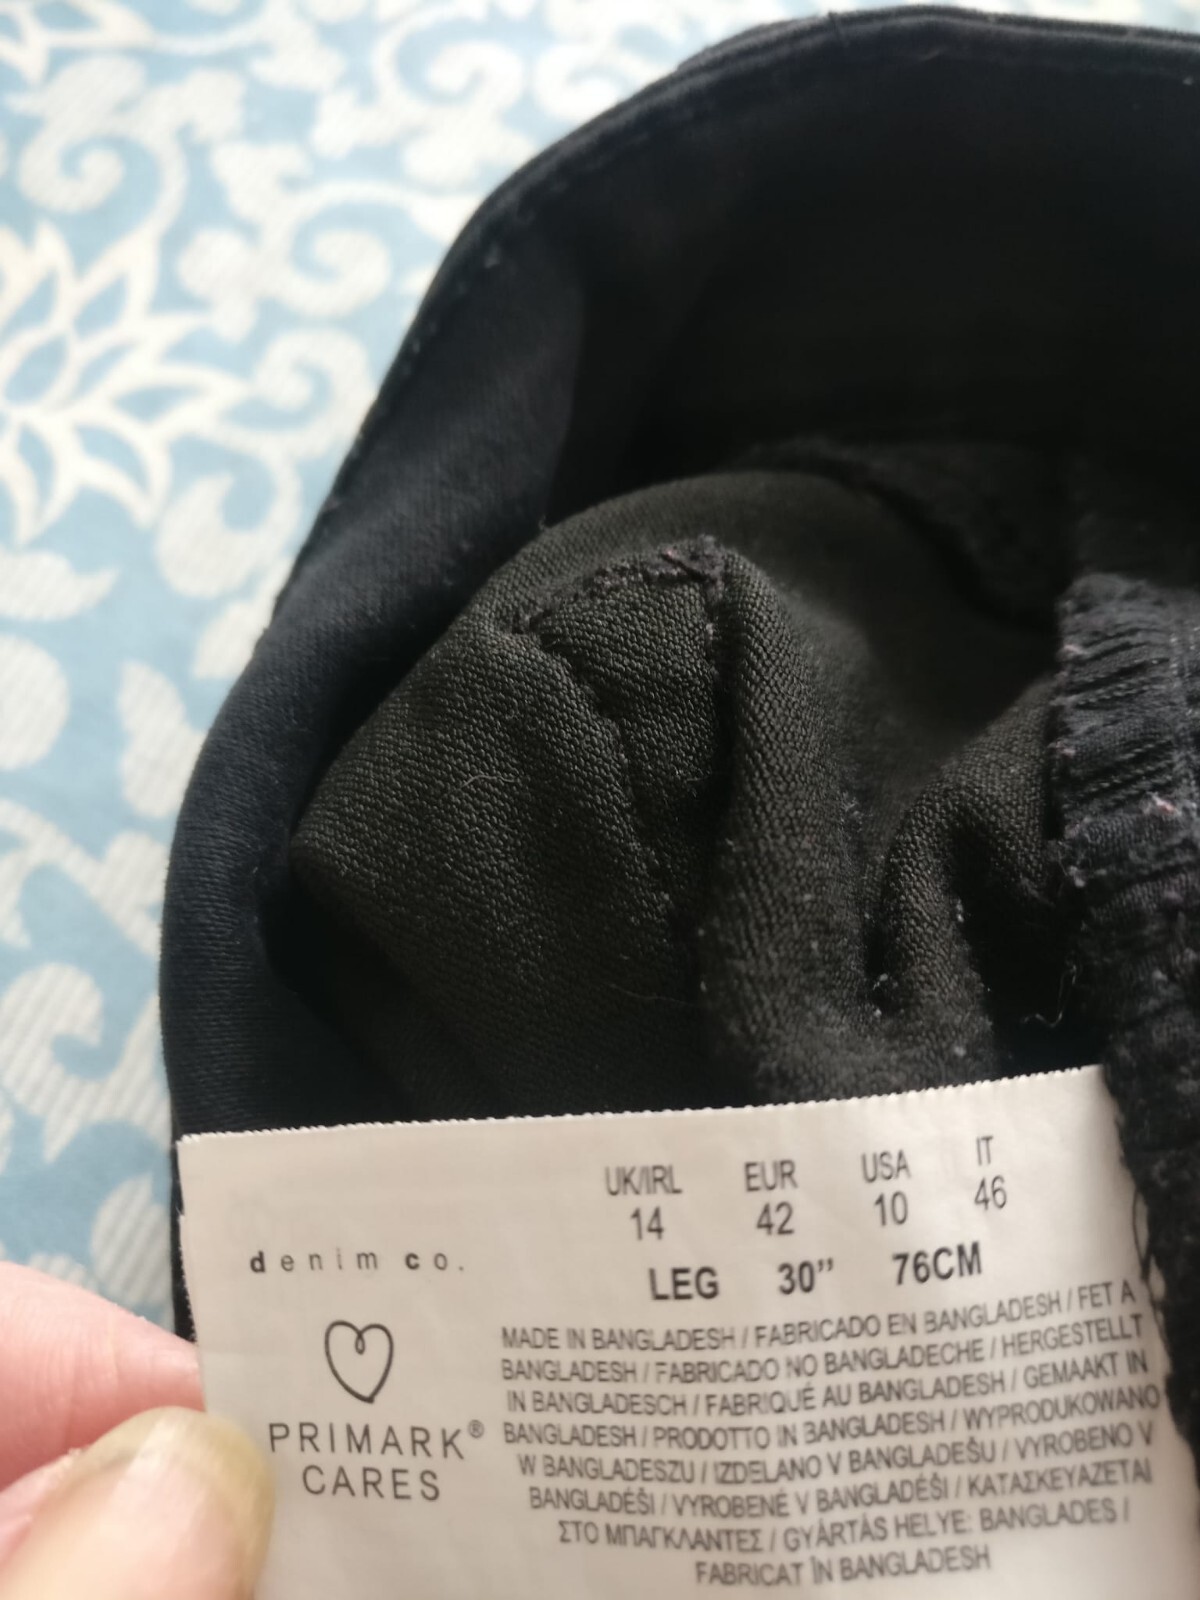 UK/IRL EUR USA IT
14 42 10 46
denim co.
LEG 30” 76CM
PRIMARK®
CARES
MADE IN BANGLADESH / FABRICADO EN BANGLADESH / FET A
BANGLADESH / FABRICADO NO BANGLADECHE / HERGESTELLT
IN BANGLADESCH / FABRIQUÉ AU BANGLADESH / GEMAAKT IN
BANGLADESH / PRODOTTO IN BANGLADESH / WYPRODUKOWANO
W BANGLADESZU / IZDELANO V BANGLADEŠU / VYROBENO V
BANGLADÉŠI / VYROBENÉ V BANGLADÉŠI / ΚΑΤΑΣΚΕΥΑΖΕΤΑΙ
ΣΤΟ ΜΠΑΓΚΛΑΝΤΕΣ / GYÁRTÁS HELYE: BANGLADES /
FABRICAT ÎN BANGLADESH